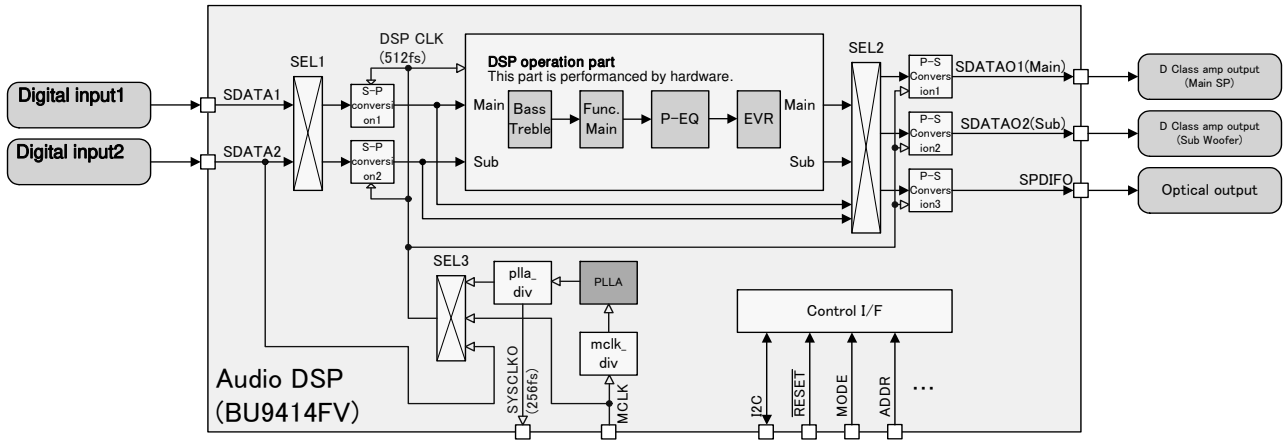 DSP CLK
(512fs)
SEL1
DSP operation part
This part is performanced by hardware.
SEL2
Digital input1
SDATA1
S-P
conversi
on1
Main
Bass
Treble
Func.
Main
P-EQ
EVR
Main
P-S
Convers
ion1
SDATAO1(Main)
D Class amp output
(Main SP)
Digital input2
SDATA2
S-P
conversi
on2
Sub
Sub
P-S
Convers
ion2
SDATAO2(Sub)
D Class amp output
(Sub Woofer)
P-S
Convers
ion3
SPDIFO
Optical output
SEL3
plla_
div
PLLA
mclk_
div
Control I/F
Audio DSP
(BU9414FV)
SYSCLKO
(256fs)
MCLK
I2C
RESET
MODE
ADDR
...